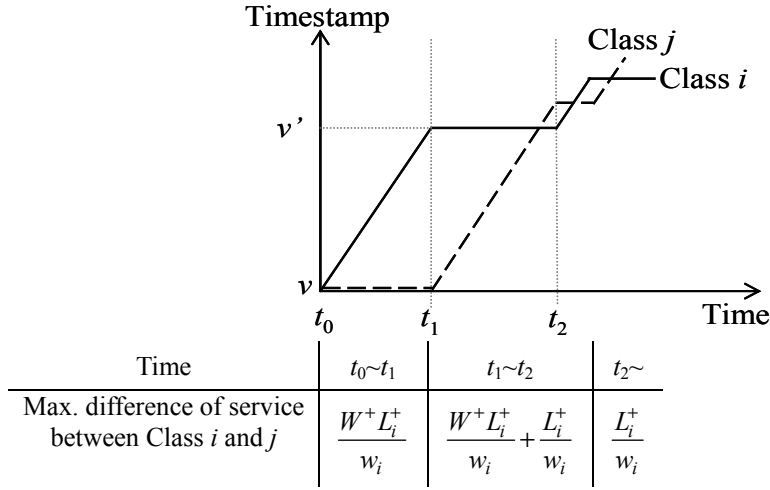 Timestamp
Class j
Class i
v'
v
t₀ t₁ t₂ Time
Time t₀~t₁ t₁~t₂ t₂~
Max. difference of service
between Class i and j
W⁺L⁺ᵢ/wᵢ W⁺L⁺ᵢ/wᵢ + L⁺ᵢ/wᵢ L⁺ᵢ/wᵢ